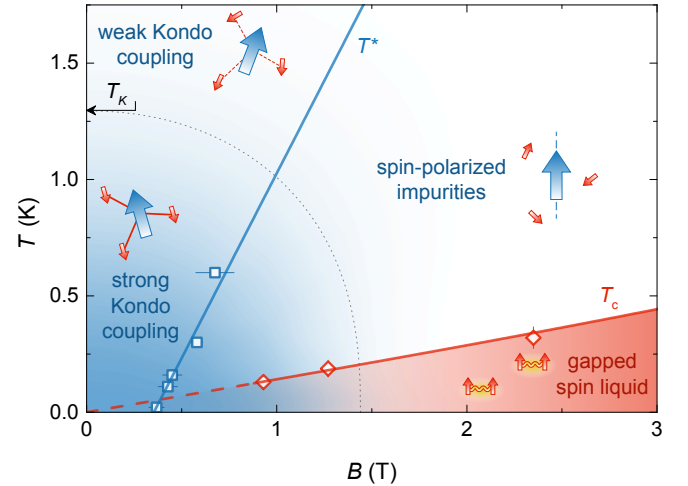 weak Kondo
coupling
T*
T_K
spin-polarized
impurities
strong
Kondo
coupling
T_c
gapped
spin liquid
T (K)
0.0
0.5
1.0
1.5
0
1
2
3
B (T)